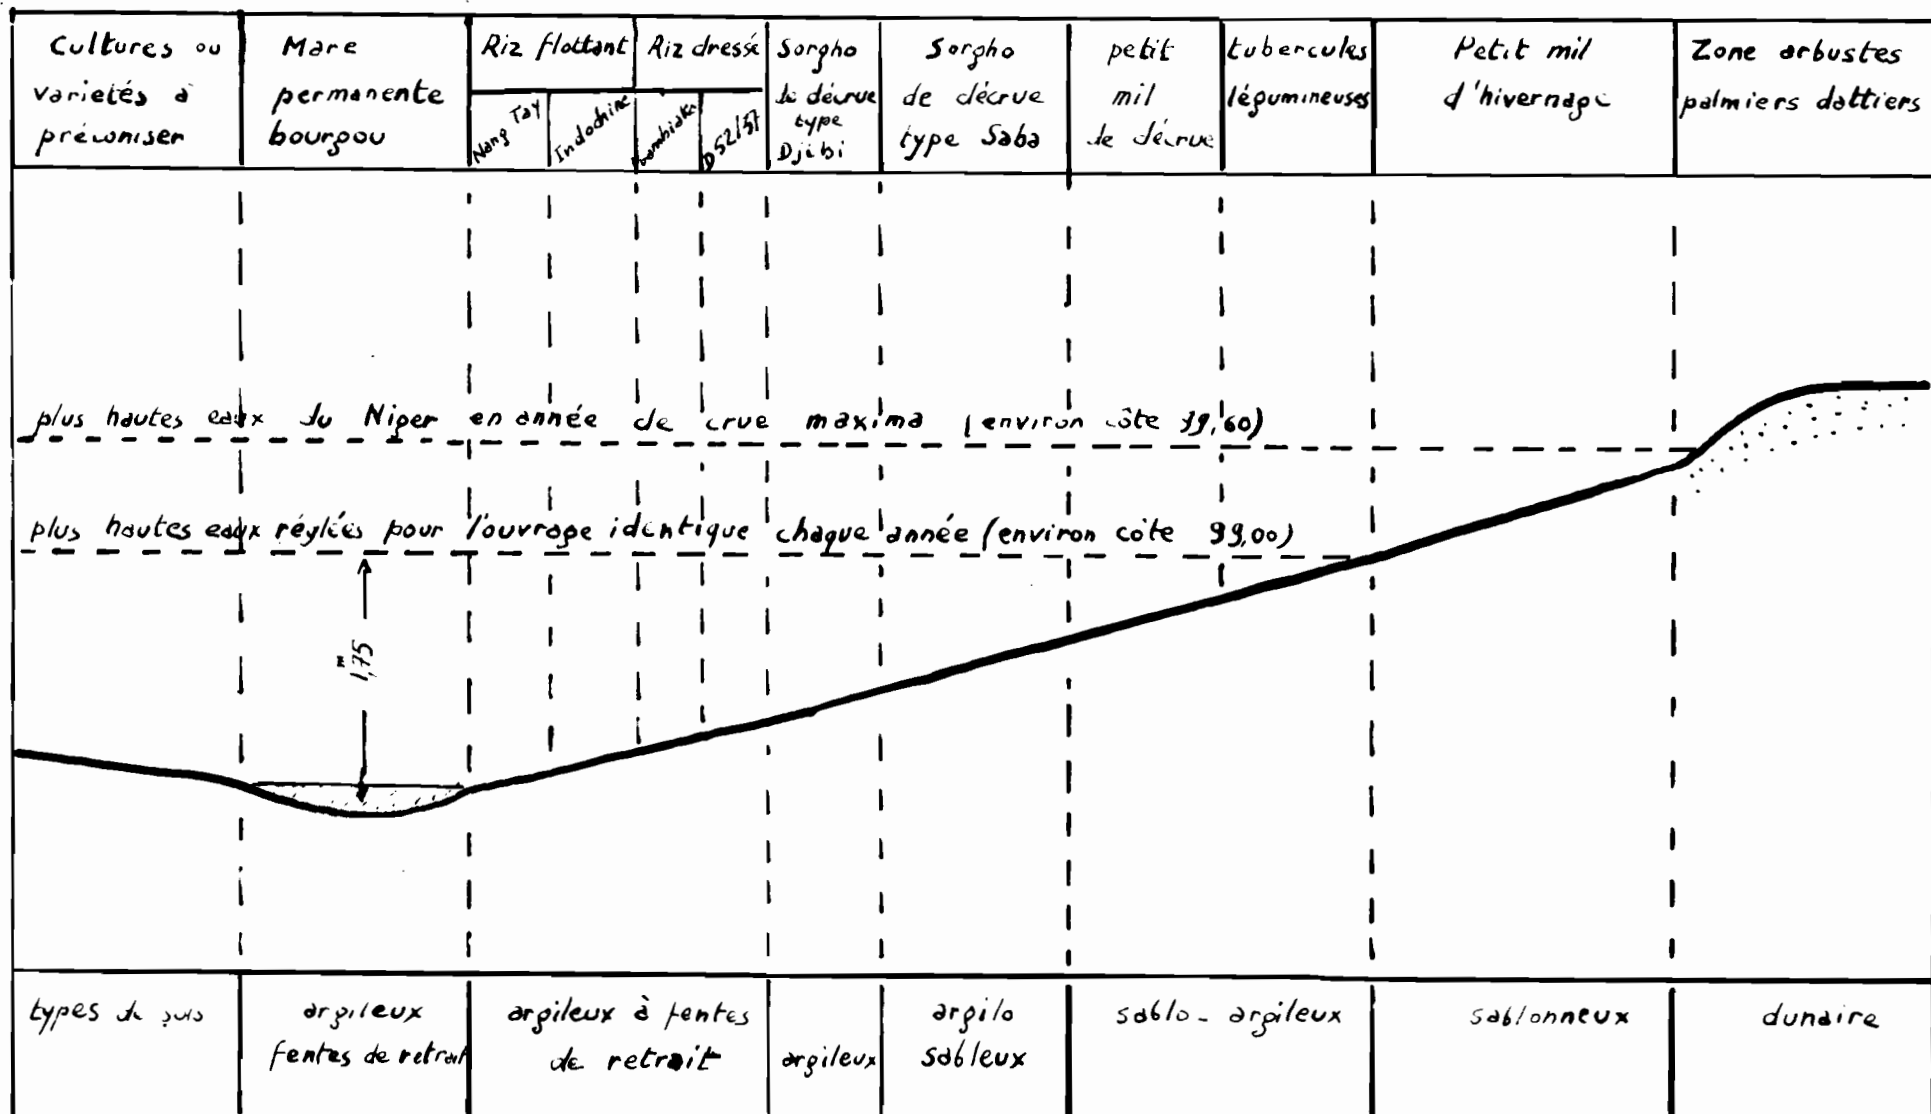 Cultures ou
varietés à
préconiser
Mare
permanente
bourgou
Riz flottant
Nang Tay
Indochine
Riz dressé
D52/37
Sorgho
de décrue
type
Djibi
Sorgho
de décrue
type Saba
petit
mil
de décrue
tubercules
légumineuses
Petit mil
d'hivernage
Zone arbustes
palmiers dattiers
plus hautes eaux du Niger en année de crue maxima (environ côte 99,60)
plus hautes eaux réglées pour l'ouvrage identique chaque année (environ côte 99,00)
1,75 m
types de sols
argileux
fentes de retrait
argileux à fentes
de retrait
argileux
argilo
sableux
sablo-argileux
sablonneux
dunaire